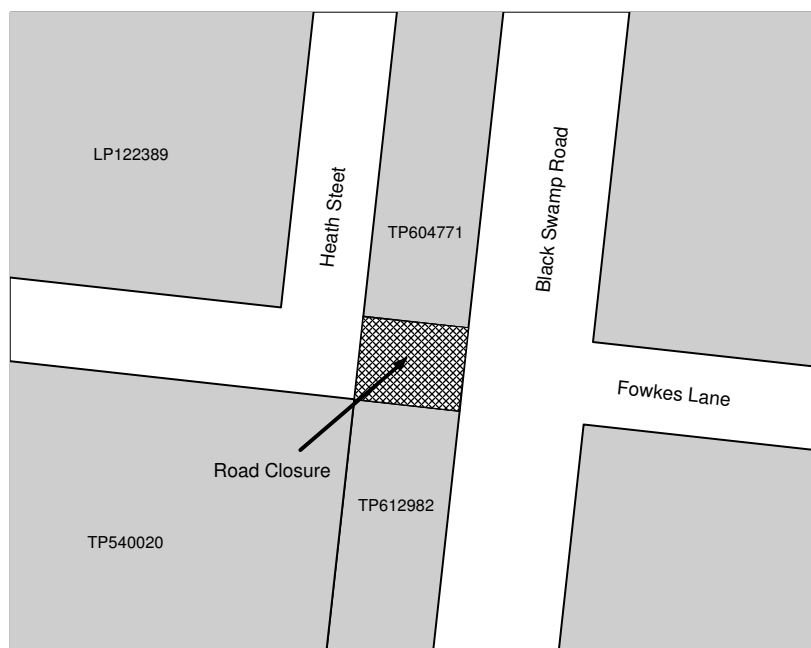 LP122389
Heath Steet
TP604771
Black Swamp Road
Fowkes Lane
Road Closure
TP612982
TP540020